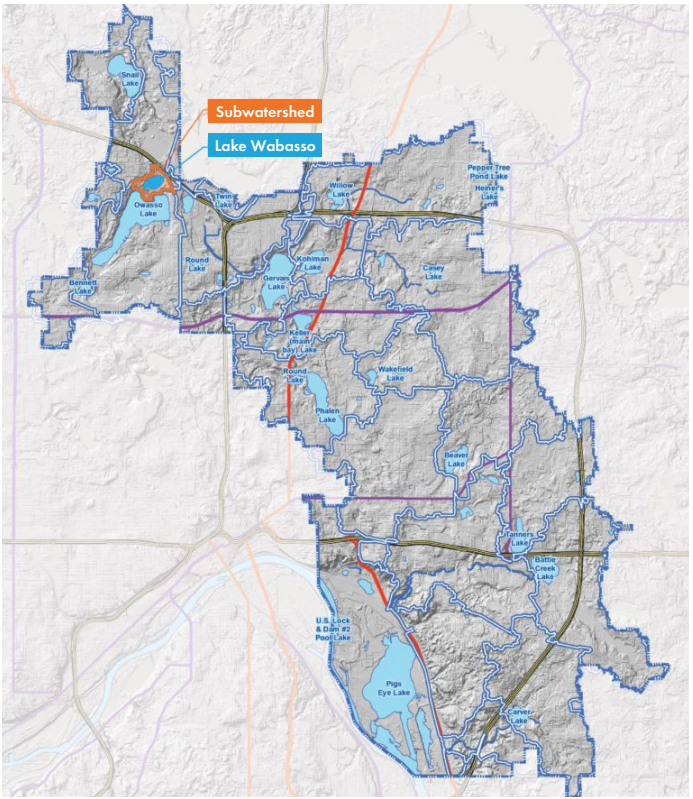 Snail
Lake
Subwatershed
Lake Wabasso
Pepper Tree
Pond Lake
Heiner's
Lake
Willow
Lake
Twin
Lake
Owasso
Lake
Round
Lake
Kohlman
Lake
Gervais
Lake
Casey
Lake
Bennett
Lake
Keller
(main
bay) Lake
Round
Lake
Wakefield
Lake
Phalen
Lake
Beaver
Lake
Tanners
Lake
Battle
Creek
Lake
U.S. Lock
& Dam #2
Pool Lake
Pigs
Eye Lake
Carver
Lake